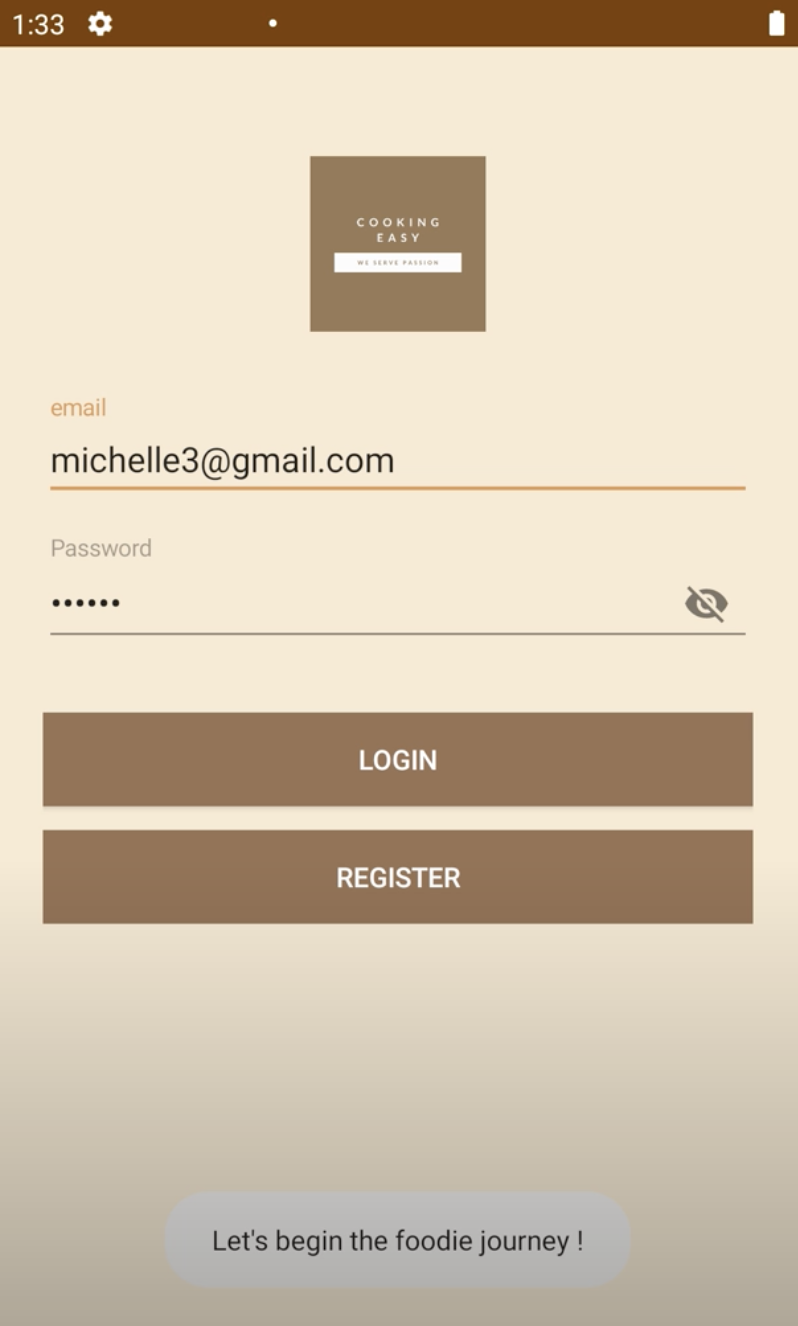 1:33
COOKING
EASY
WE SERVE PASSION
email
michelle3@gmail.com
Password
••••••
LOGIN
REGISTER
Let's begin the foodie journey !